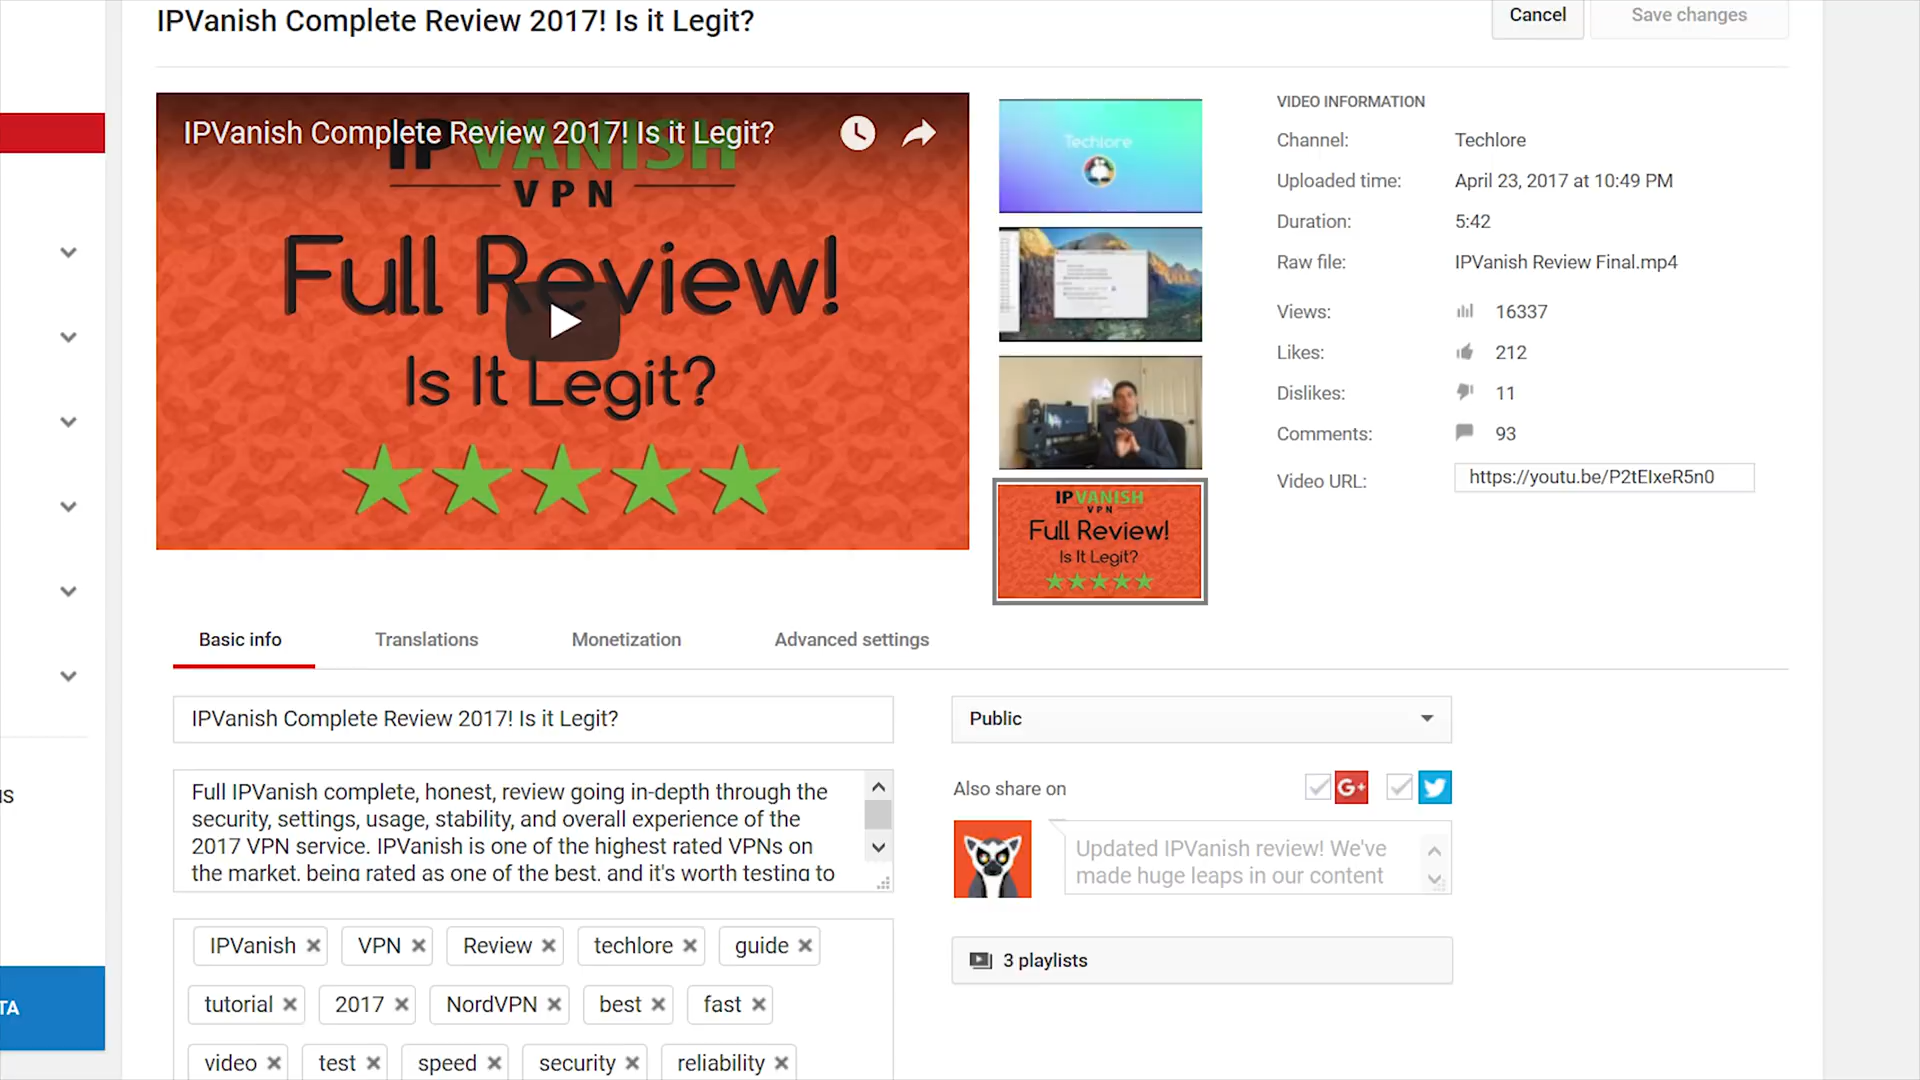 IPVanish Complete Review 2017! Is it Legit?
Cancel
Save changes
IPVanish Complete Review 2017! Is it Legit?
IPVANISH
VPN
Full Review!
Is It Legit?
Techlore
IPVANISH
VPN
Full Review!
Is It Legit?
VIDEO INFORMATION
Channel: Techlore
Uploaded time: April 23, 2017 at 10:49 PM
Duration: 5:42
Raw file: IPVanish Review Final.mp4
Views: 16337
Likes: 212
Dislikes: 11
Comments: 93
Video URL: https://youtu.be/P2tEIxeR5n0
Basic info Translations Monetization Advanced settings
IPVanish Complete Review 2017! Is it Legit?
Full IPVanish complete, honest, review going in-depth through the
security, settings, usage, stability, and overall experience of the
2017 VPN service. IPVanish is one of the highest rated VPNs on
the market, being rated as one of the best, and it's worth testing to
IPVanish VPN Review techlore guide
tutorial 2017 NordVPN best fast
video test speed security reliability
Public
Also share on G+
Updated IPVanish review! We've
made huge leaps in our content
3 playlists
TA